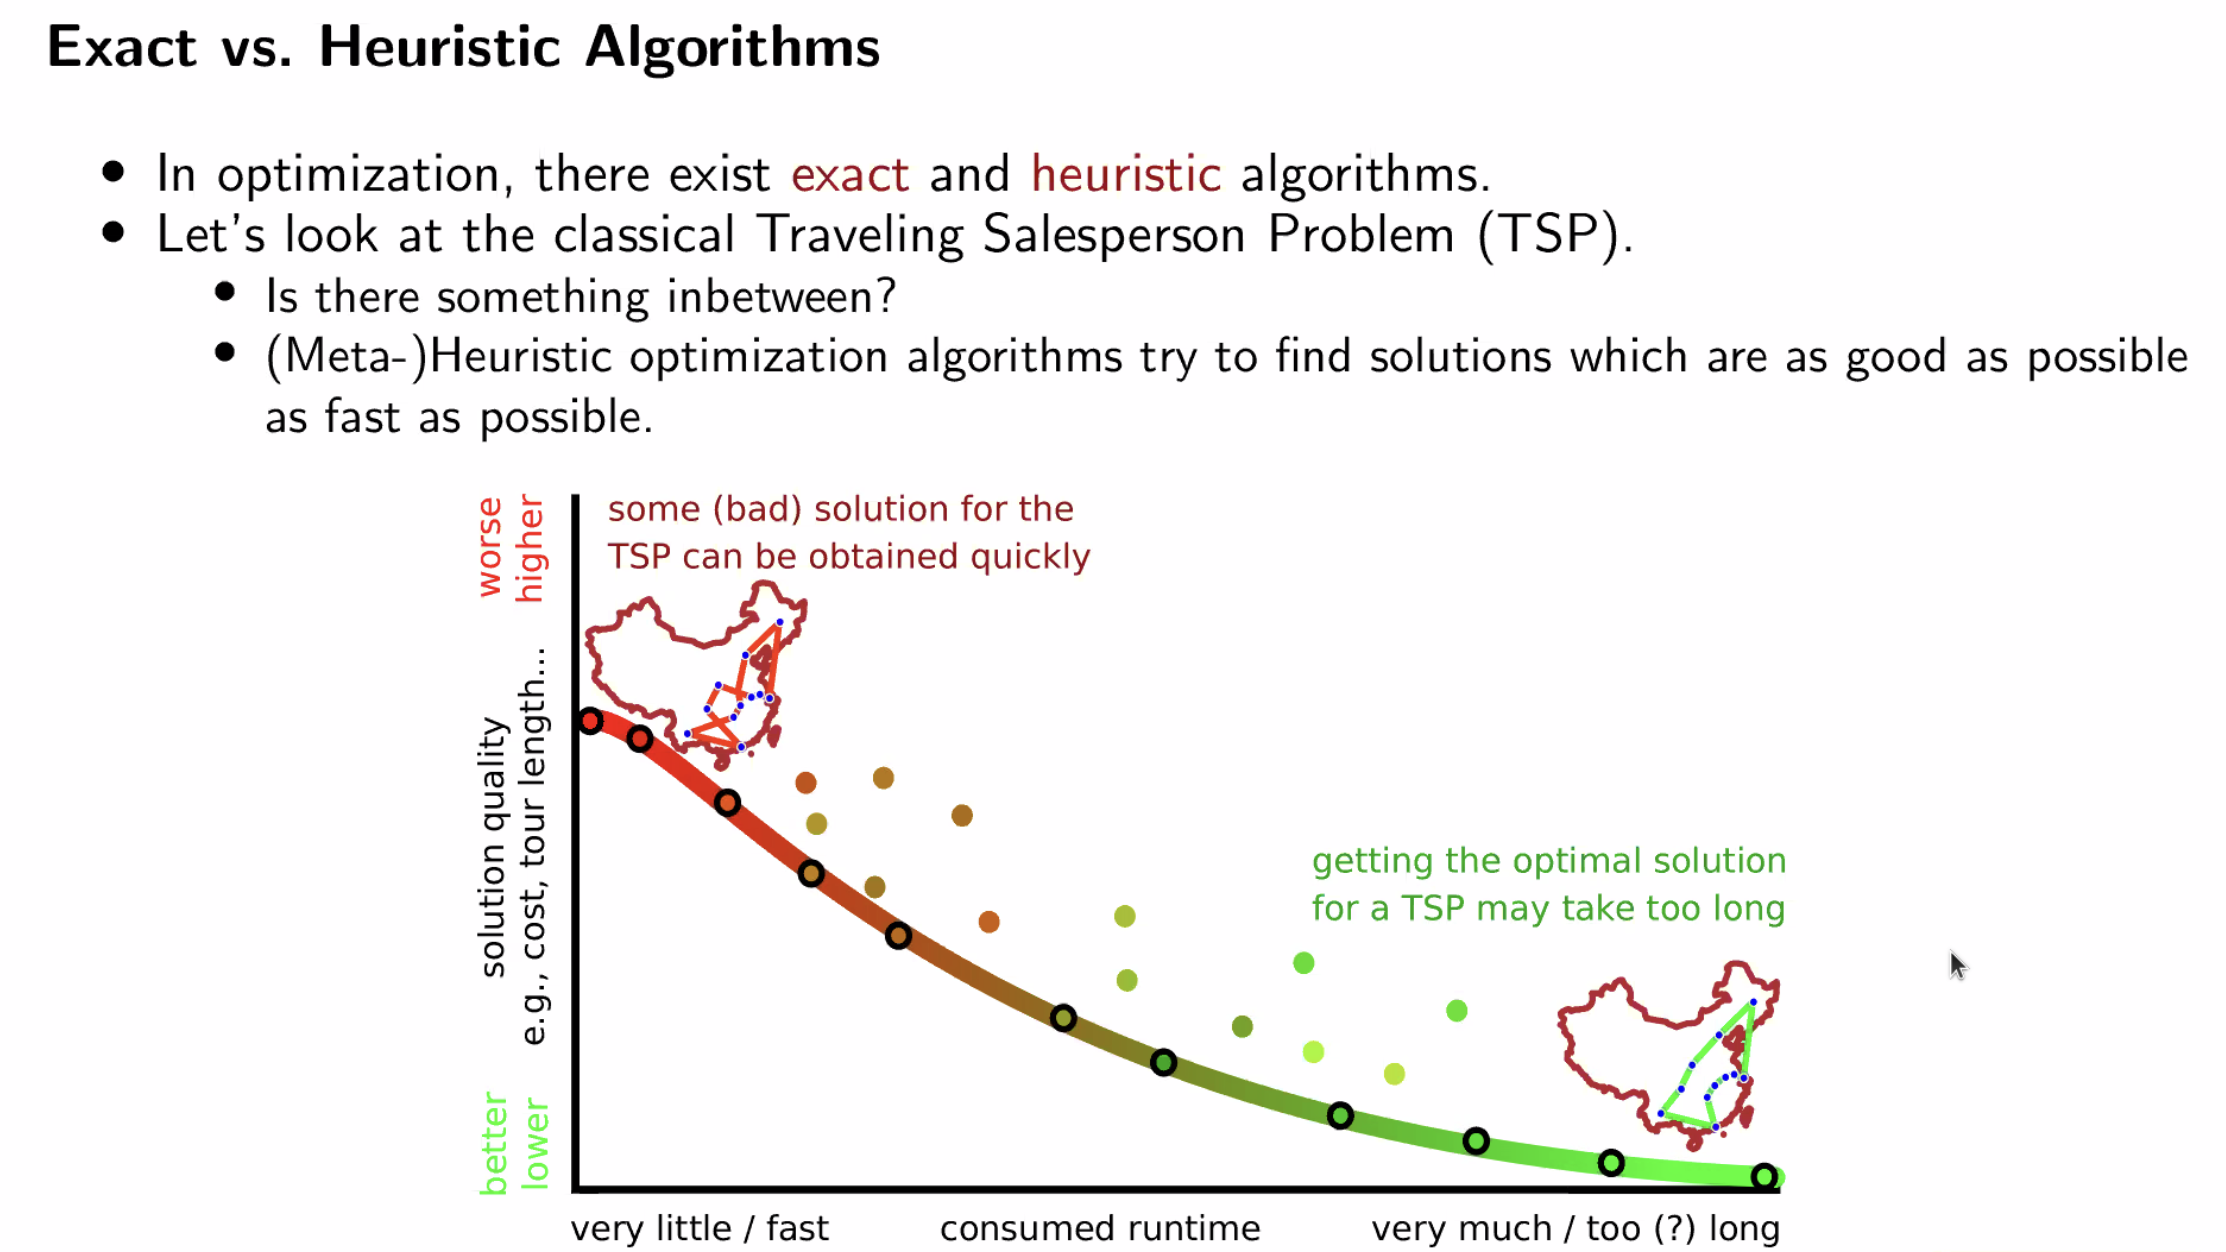 Exact vs. Heuristic Algorithms
• In optimization, there exist exact and heuristic algorithms.
• Let's look at the classical Traveling Salesperson Problem (TSP).
• Is there something inbetween?
• (Meta-)Heuristic optimization algorithms try to find solutions which are as good as possible
as fast as possible.
worse
higher
some (bad) solution for the
TSP can be obtained quickly
solution quality
e.g., cost, tour length...
getting the optimal solution
for a TSP may take too long
better
lower
very little / fast
consumed runtime
very much / too (?) long